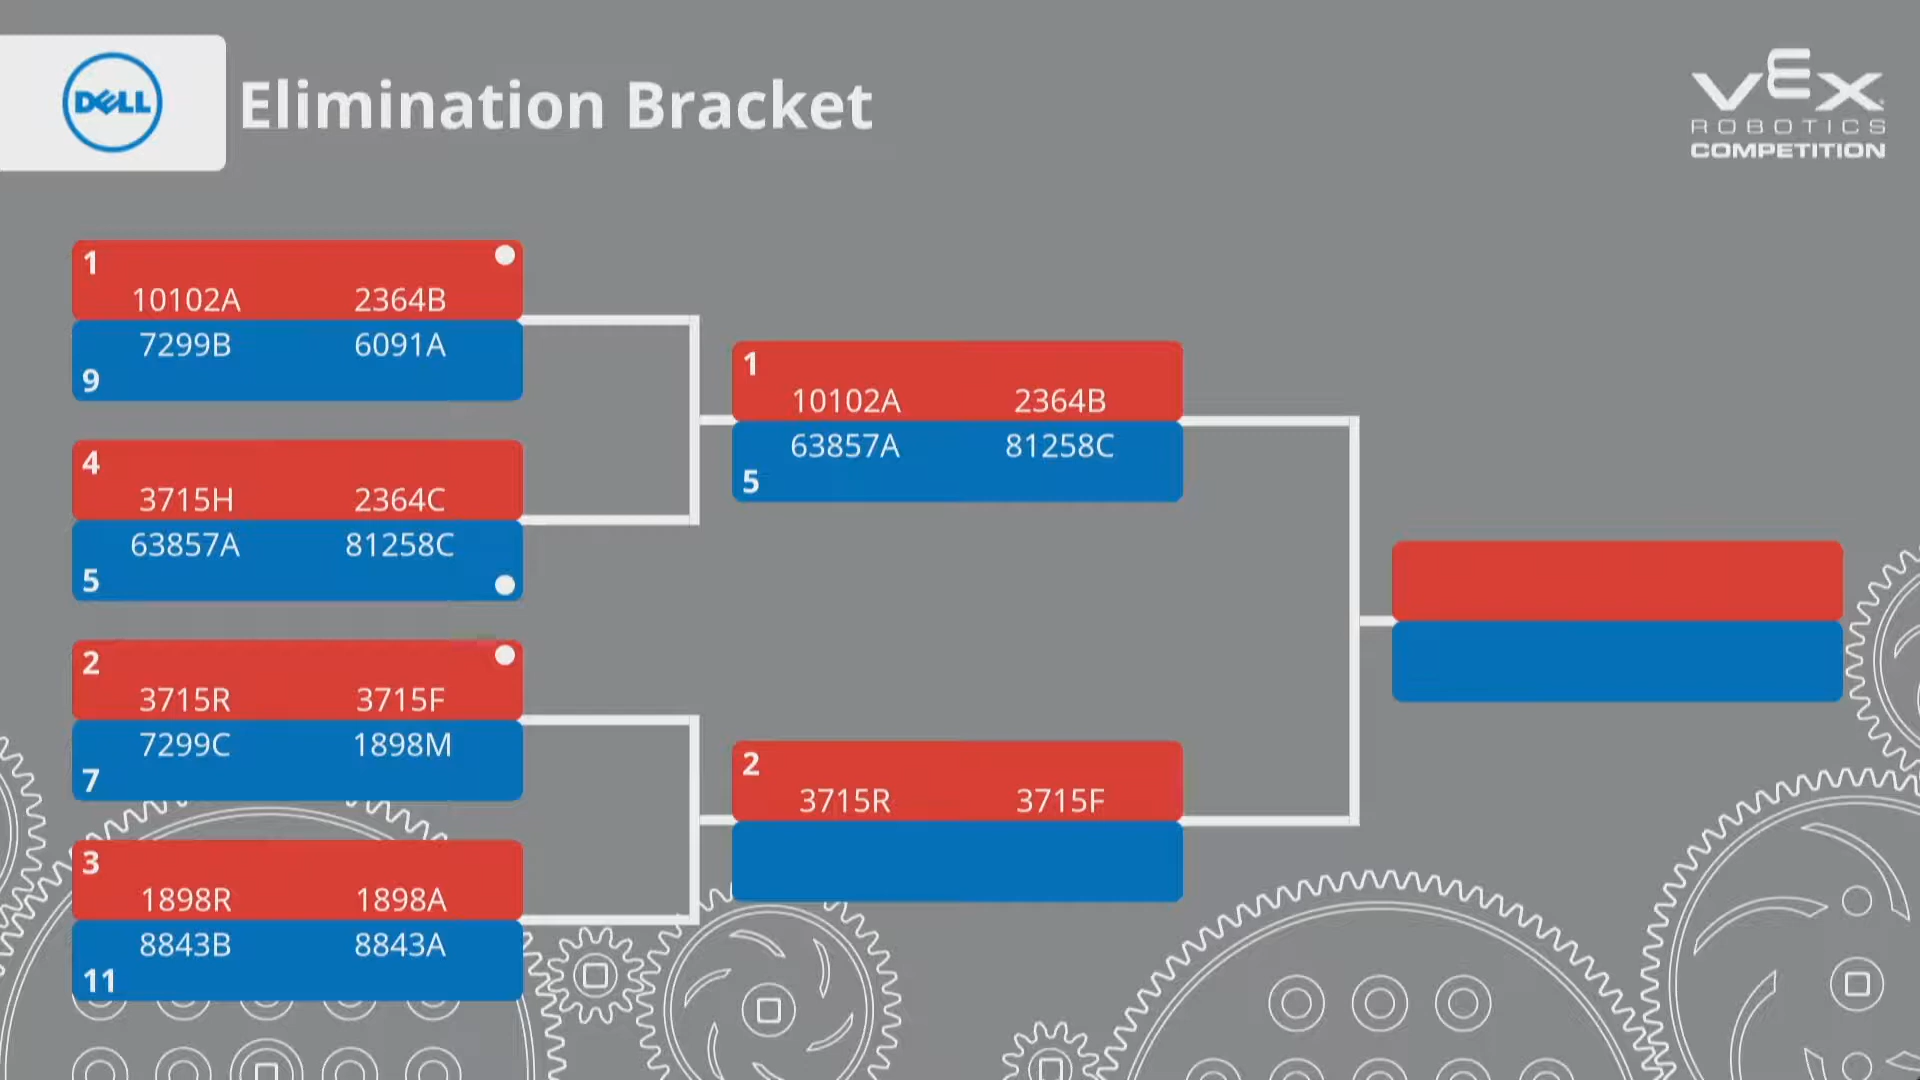 DELL
Elimination Bracket
VEX
ROBOTICS
COMPETITION
1
10102A 2364B
7299B 6091A
9
4
3715H 2364C
63857A 81258C
5
2
3715R 3715F
7299C 1898M
7
3
1898R 1898A
8843B 8843A
11
1
10102A 2364B
63857A 81258C
5
2
3715R 3715F